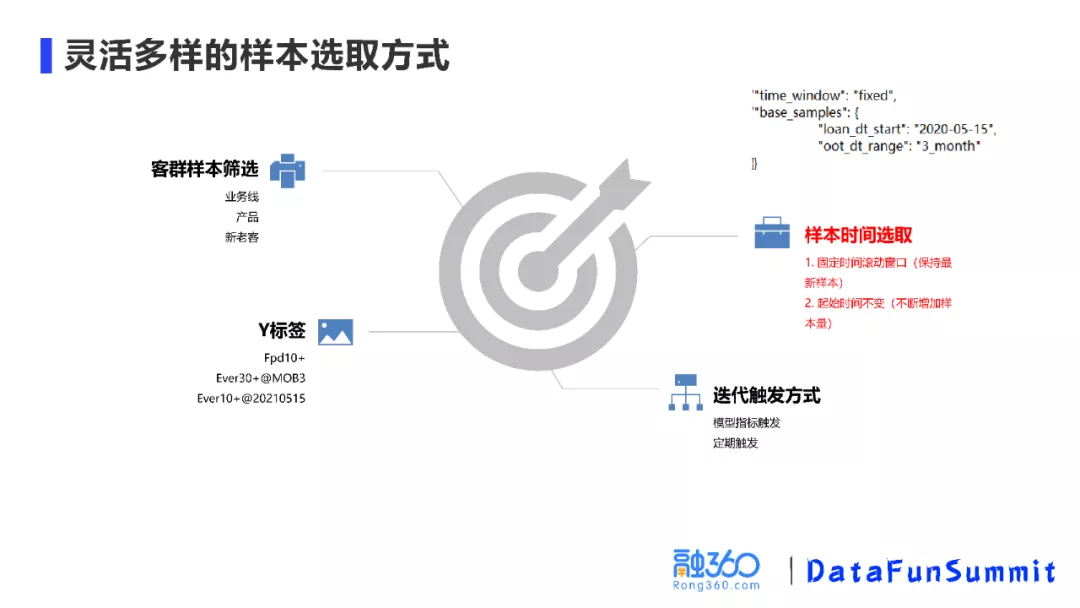 灵活多样的样本选取方式
'"time_window": "fixed",
'"base_samples": {
"loan_dt_start": "2020-05-15",
"oot_dt_range": "3_month"
]}
客群样本筛选
业务线
产品
新老客
样本时间选取
1. 固定时间滚动窗口（保持最
新样本）
2. 起始时间不变（不断增加样
本量）
Y标签
Fpd10+
Ever30+@MOB3
Ever10+@20210515
迭代触发方式
模型指标触发
定期触发
融360
Rong360.com
DataFunSummit